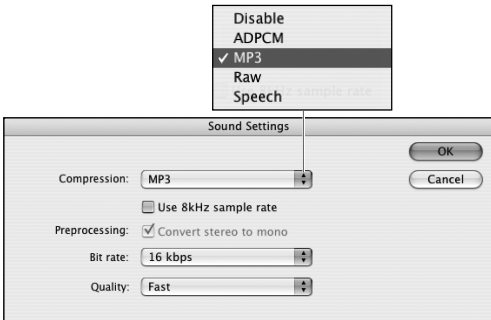 Disable
ADPCM
✓ MP3
Raw
Speech
Sound Settings
OK
Compression: MP3
Cancel
Use 8kHz sample rate
Preprocessing: Convert stereo to mono
Bit rate: 16 kbps
Quality: Fast